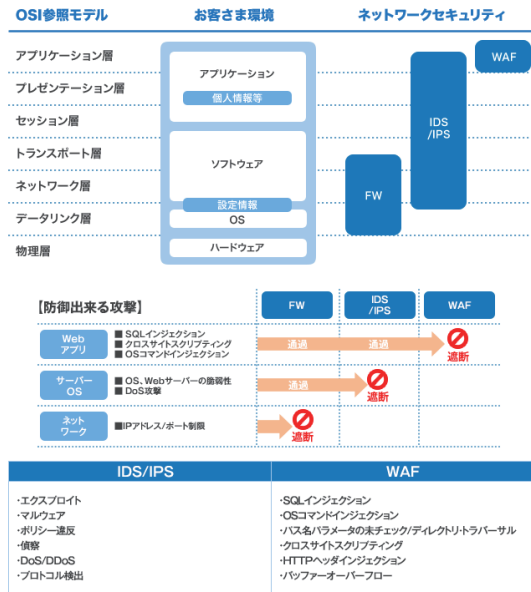 OSI参照モデル お客さま環境 ネットワークセキュリティ
アプリケーション層
プレゼンテーション層
セッション層
トランスポート層
ネットワーク層
データリンク層
物理層
アプリケーション
個人情報等
ソフトウェア
設定情報
OS
ハードウェア
FW
IDS
/IPS
WAF
【防御出来る攻撃】
FW
IDS
/IPS
WAF
Web
アプリ
■SQLインジェクション
■クロスサイトスクリプティング
■OSコマンドインジェクション
通過 通過
遮断
サーバー
OS
■OS、Webサーバーの脆弱性
■DoS攻撃
通過
遮断
ネット
ワーク
■IPアドレス/ポート制限
遮断
IDS/IPS
・エクスプロイト
・マルウェア
・ポリシー違反
・偵察
・DoS/DDoS
・プロトコル検出
WAF
・SQLインジェクション
・OSコマンドインジェクション
・パス名パラメータの未チェック/ディレクトリ・トラバーサル
・クロスサイトスクリプティング
・HTTPヘッダインジェクション
・バッファーオーバーフロー